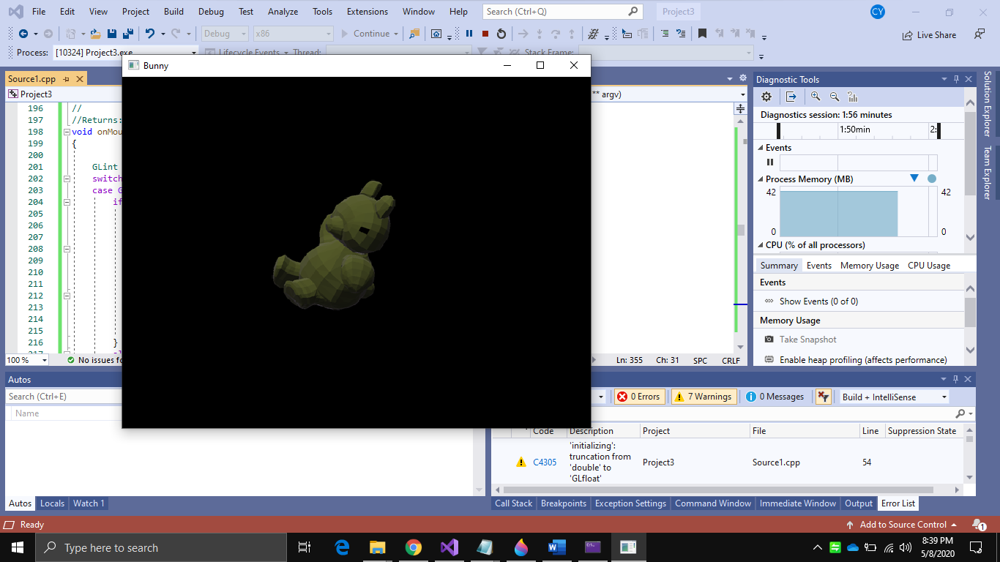 File Edit View Project Build Debug Test Analyze Tools Extensions Window Help Search (Ctrl+Q) Project3 CY
Debug x86 Continue Live Share
Process: [10324] Project3.exe Lifecycle Events Thread: Stack Frame:
Bunny
Source1.cpp
Project3 ** argv)
196 //
197 //Returns:
198 void onMou
199 {
200
201 GLint
202 switch
203 case G
204 if
205
206
207
208
209
210
211
212
213
214
215
216 }
217
100 % No issues fo Ln: 355 Ch: 31 SPC CRLF
Diagnostic Tools
Diagnostics session: 1:56 minutes
1:50min 2:
Events
Process Memory (MB)
42 42
0 0
CPU (% of all processors)
Summary Events Memory Usage CPU Usage
Events
Show Events (0 of 0)
Memory Usage
Take Snapshot
Enable heap profiling (affects performance)
Solution Explorer
Team Explorer
Autos
Search (Ctrl+E)
Name
Autos Locals Watch 1
0 Errors 7 Warnings 0 Messages Build + IntelliSense
Code Description Project File Line Suppression State
C4305 'initializing': truncation from 'double' to 'GLfloat' Project3 Source1.cpp 54
Call Stack Breakpoints Exception Settings Command Window Immediate Window Output Error List
Ready Add to Source Control 1
Type here to search
8:39 PM
5/8/2020